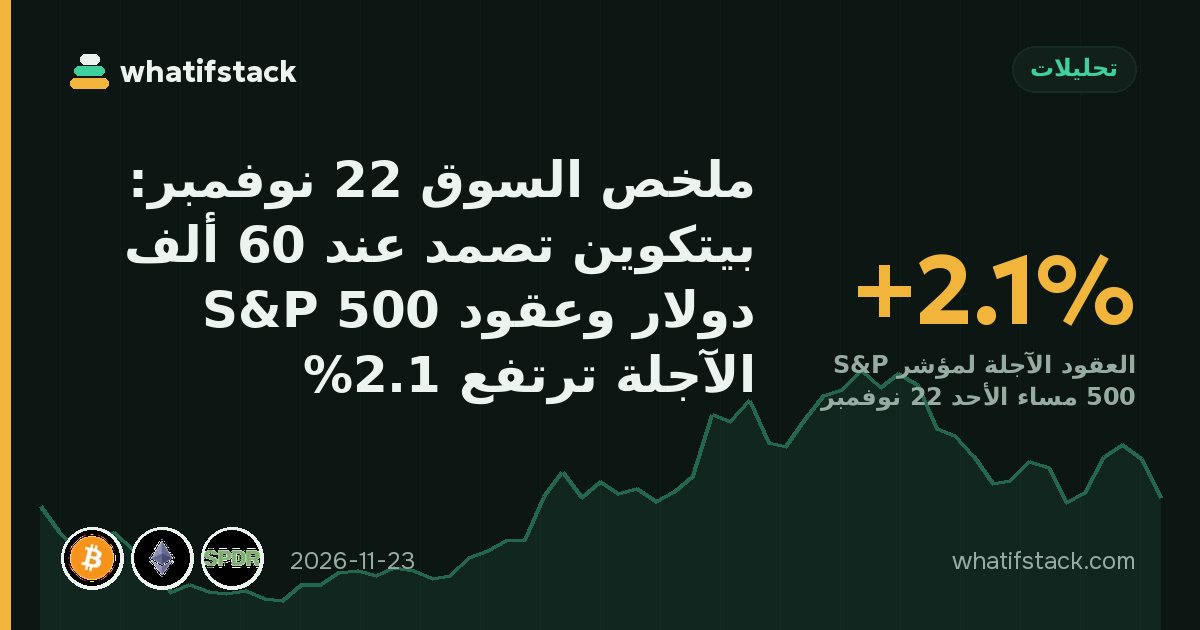 whatifstack
تحليلات
ملخص السوق 22 نوفمبر:
بيتكوين تصمد عند 60 ألف
دولار وعقود S&P 500
الآجلة ترتفع 2.1%
+2.1%
العقود الآجلة لمؤشر S&P
500 مساء الأحد 22 نوفمبر
SPDR
2026-11-23
whatifstack.com